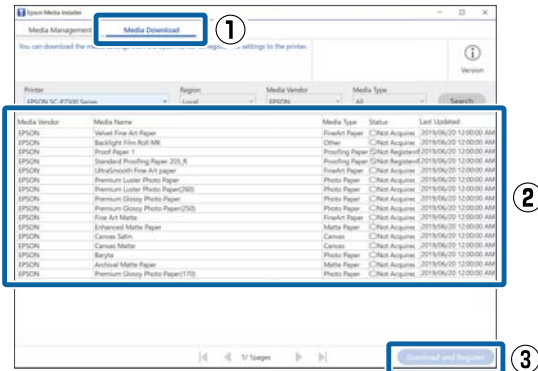 Epson Media Installer
Media Management Media Download
①
You can download the media settings from the Epson server to register settings to the printer.
Version
Printer Region Media Vendor Media Type
EPSON SC-P7500 Series Local EPSON All Search
Media Vendor Media Name Media Type Status Last Updated
EPSON Velvet Fine Art Paper FineArt Paper Not Acquired 2019/06/20 12:00:00 AM
EPSON Backlight Film Roll MK Other Not Acquired 2019/06/20 12:00:00 AM
EPSON Proof Paper 1 Proofing Paper Not Registered 2019/06/20 12:00:00 AM
EPSON Standard Proofing Paper 205_R Proofing Paper Not Registered 2019/06/20 12:00:00 AM
EPSON UltraSmooth Fine Art paper FineArt Paper Not Acquired 2019/06/20 12:00:00 AM
EPSON Premium Luster Photo Paper Photo Paper Not Acquired 2019/06/20 12:00:00 AM
EPSON Premium Luster Photo Paper(260) Photo Paper Not Acquired 2019/06/20 12:00:00 AM
EPSON Premium Glossy Photo Paper Photo Paper Not Acquired 2019/06/20 12:00:00 AM
EPSON Premium Glossy Photo Paper(250) Photo Paper Not Acquired 2019/06/20 12:00:00 AM
EPSON Fine Art Matte FineArt Paper Not Acquired 2019/06/20 12:00:00 AM
EPSON Enhanced Matte Paper Matte Paper Not Acquired 2019/06/20 12:00:00 AM
EPSON Canvas Satin Canvas Not Acquired 2019/06/20 12:00:00 AM
EPSON Canvas Matte Canvas Not Acquired 2019/06/20 12:00:00 AM
EPSON Baryta Photo Paper Not Acquired 2019/06/20 12:00:00 AM
EPSON Archival Matte Paper Matte Paper Not Acquired 2019/06/20 12:00:00 AM
EPSON Premium Glossy Photo Paper(170) Photo Paper Not Acquired 2019/06/20 12:00:00 AM
②
1/ 1pages
Download and Register
③